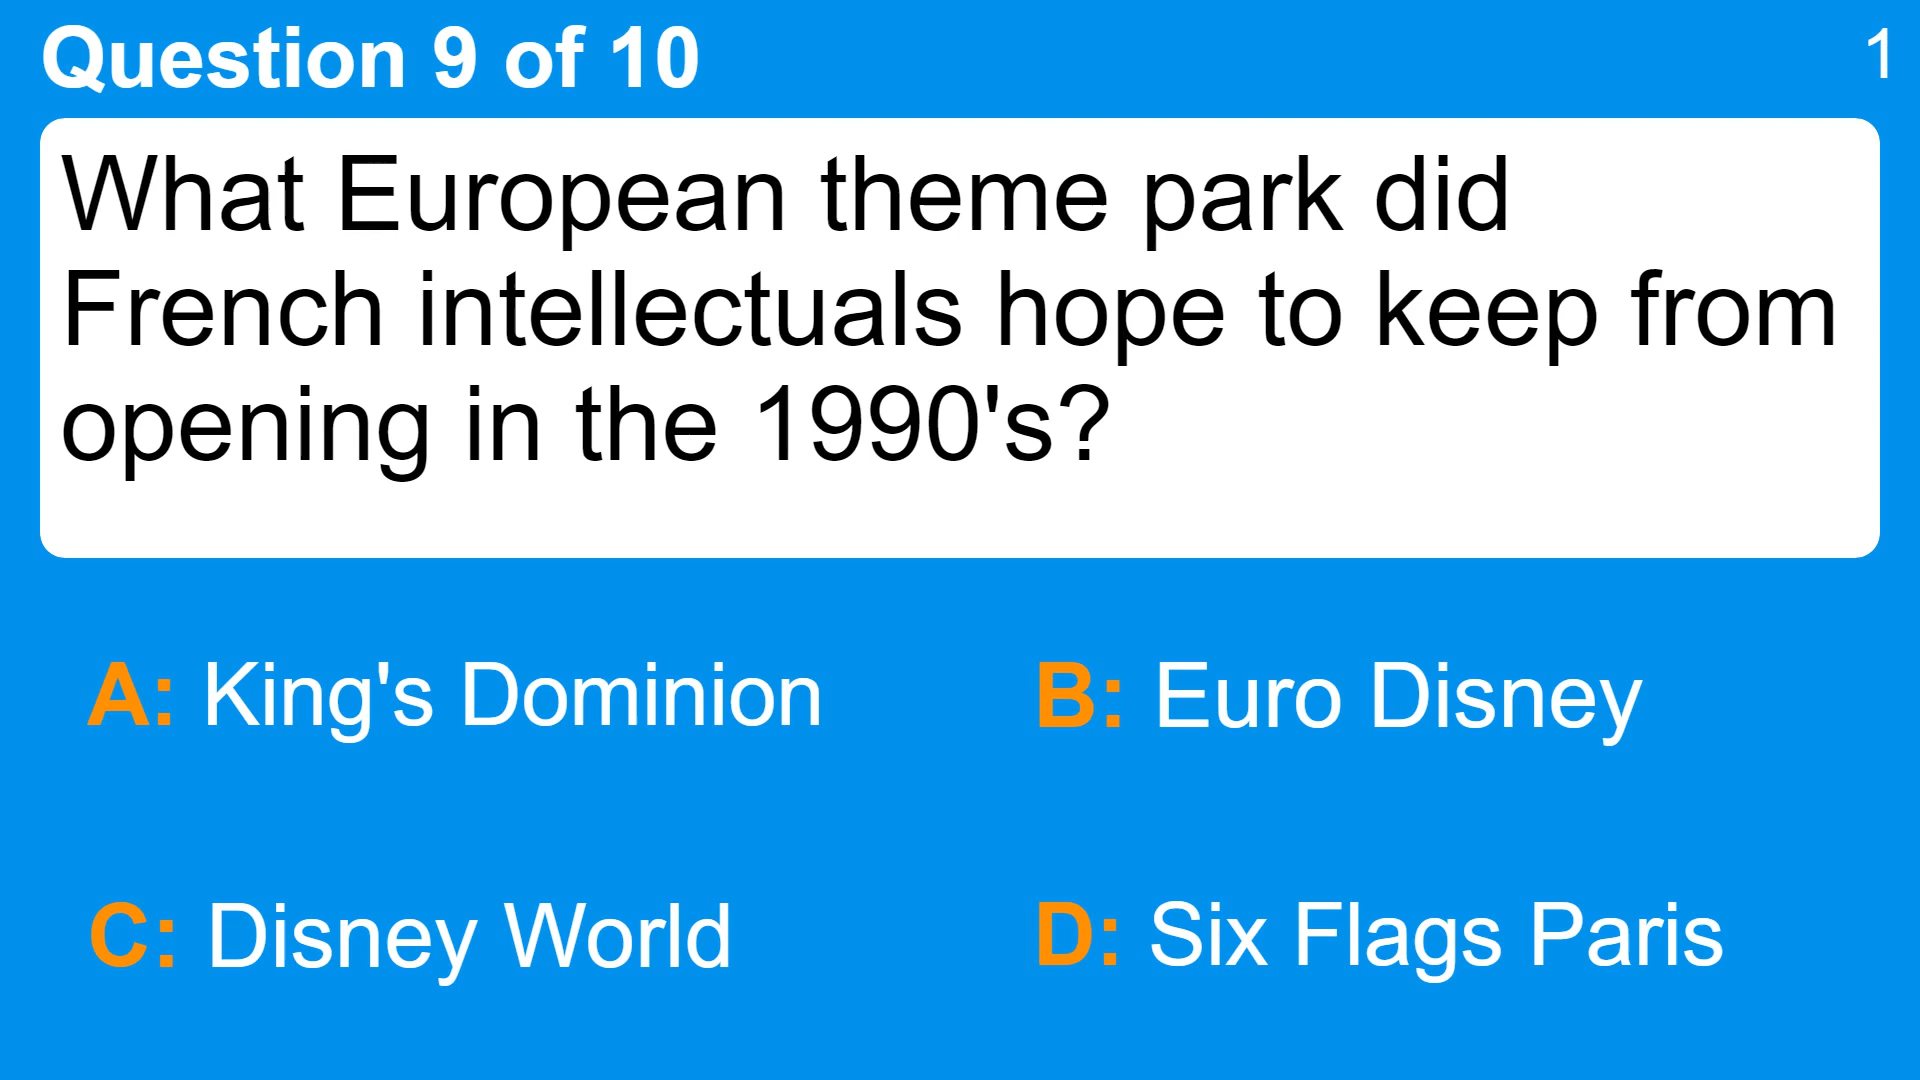 Question 9 of 10
1
What European theme park did
French intellectuals hope to keep from
opening in the 1990's?
A: King's Dominion
B: Euro Disney
C: Disney World
D: Six Flags Paris